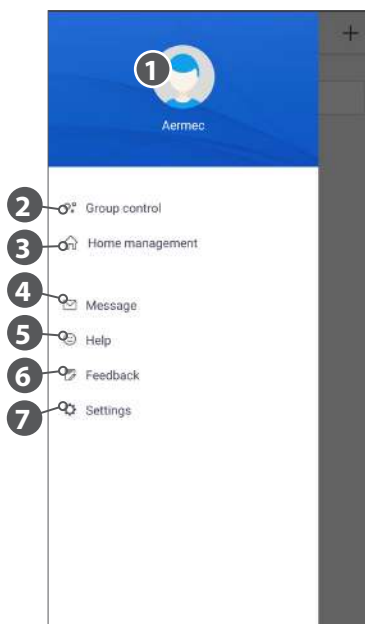 1
+
Aermec
2 Group control
3 Home management
4 Message
5 Help
6 Feedback
7 Settings